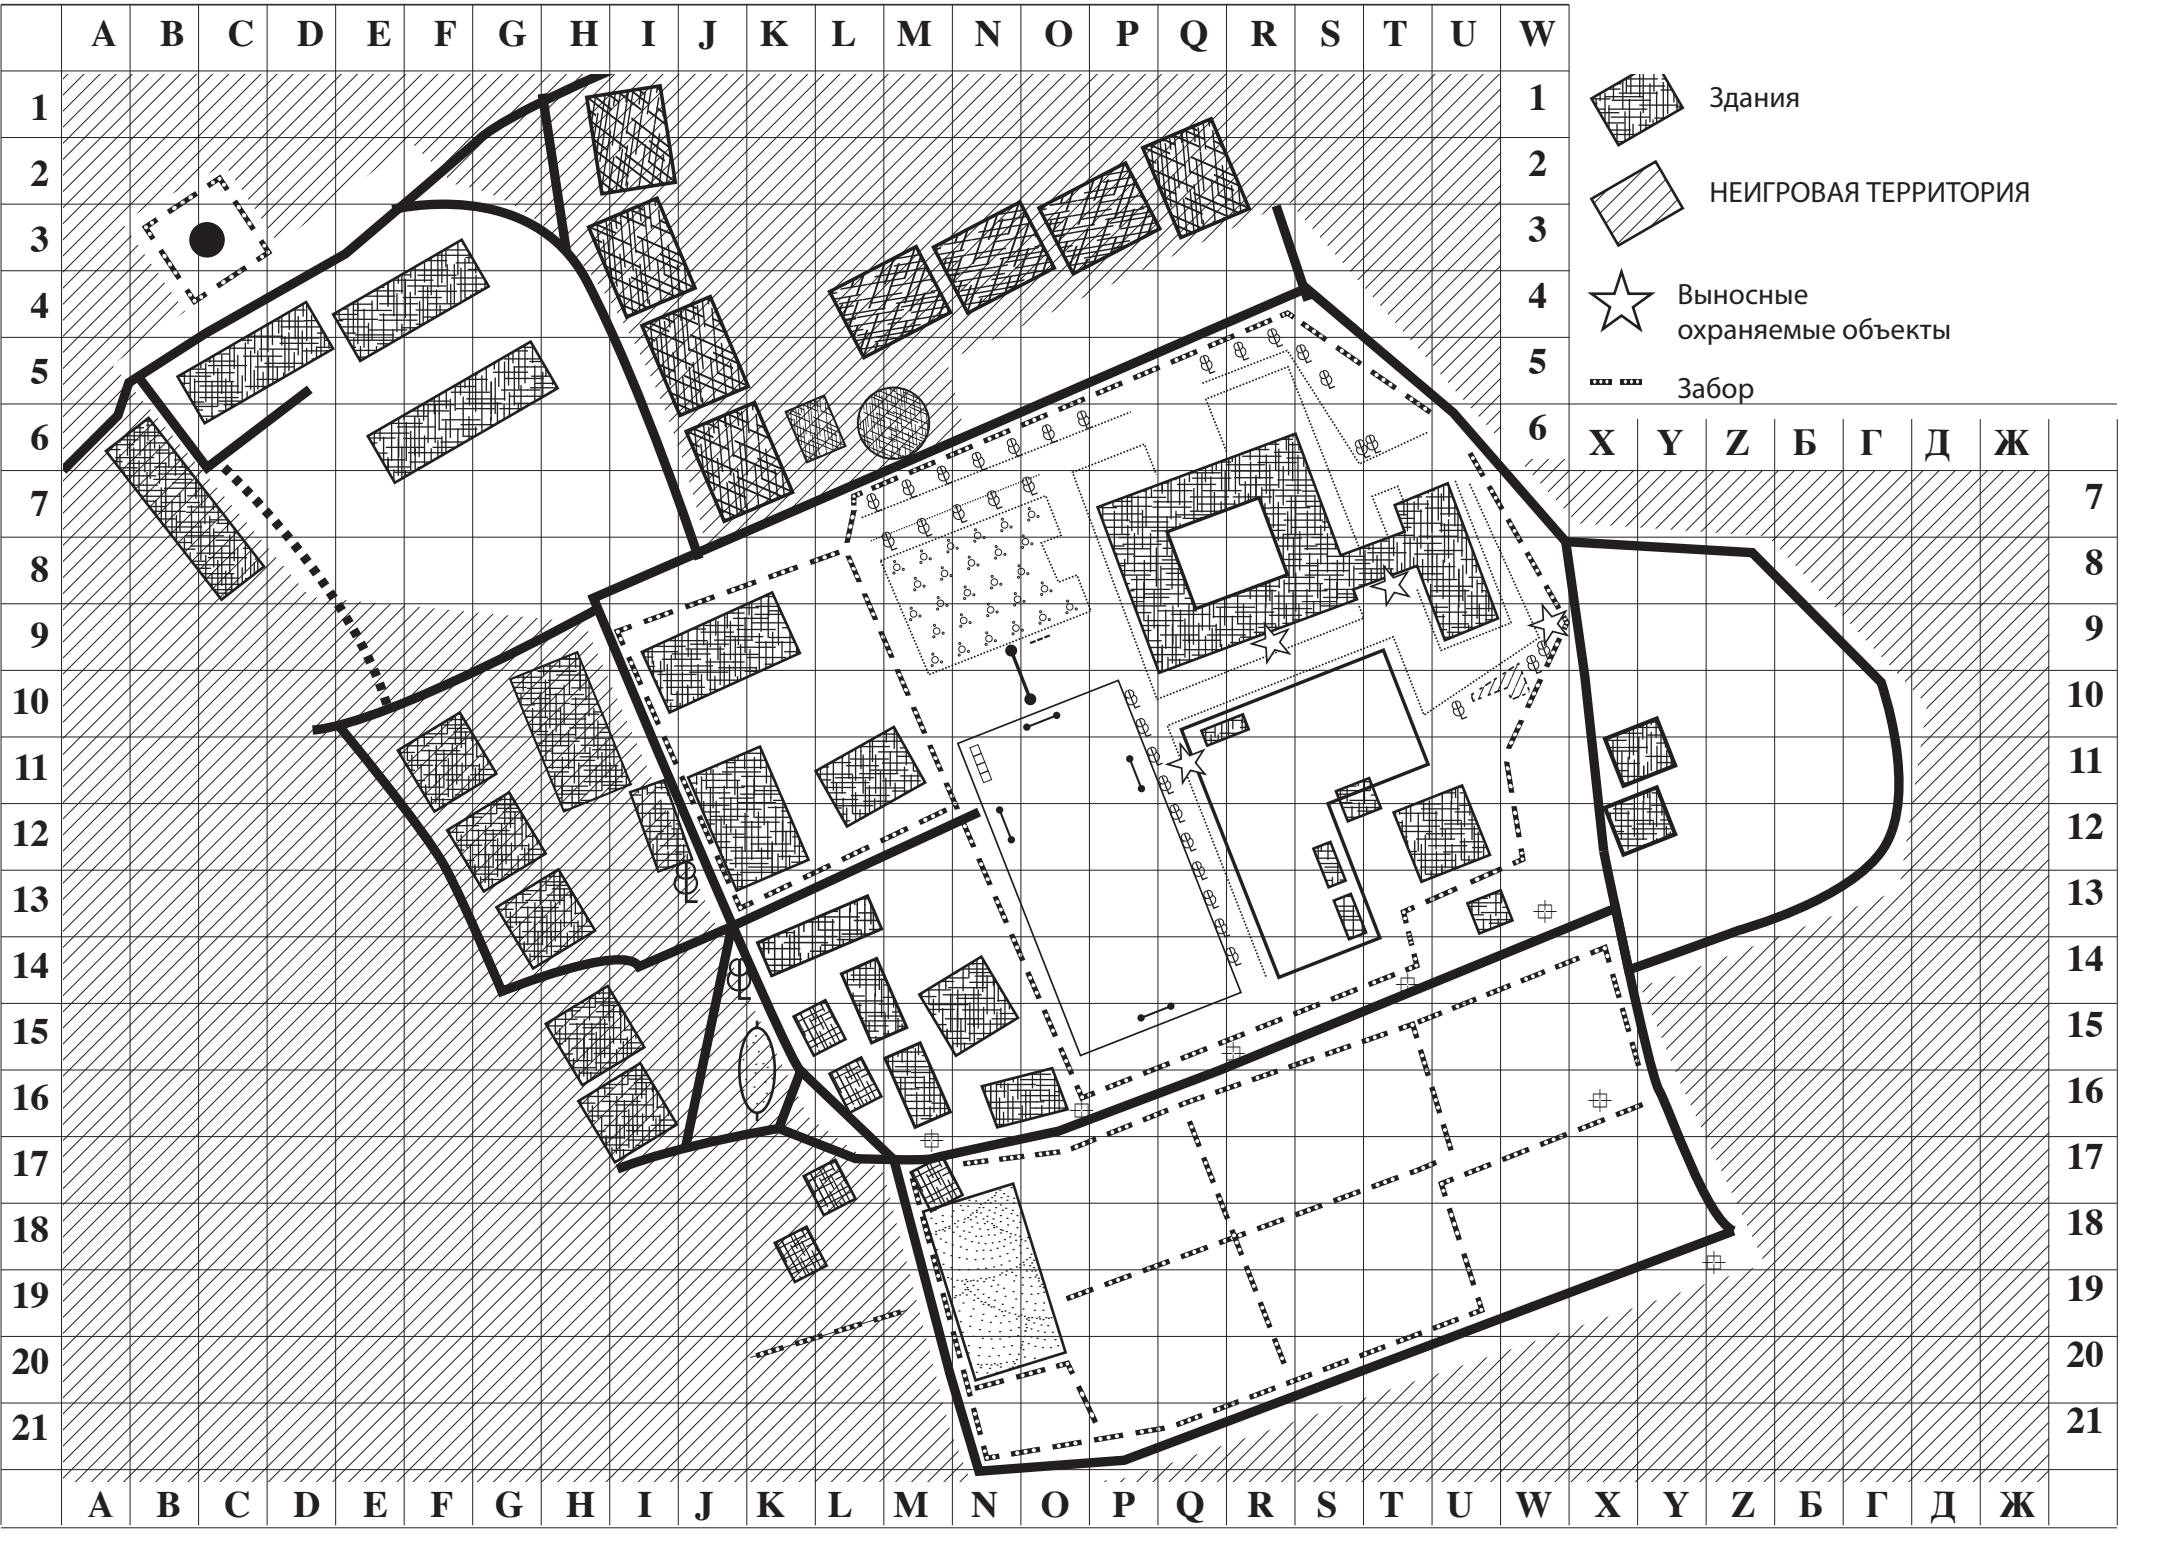 A B C D E F G H I J K L M N O P Q R S T U W
1 1 Здания
2 2 НЕИГРОВАЯ ТЕРРИТОРИЯ
3 3
4 4 Выносные
охраняемые объекты
5 5 Забор
6 6 X Y Z Б Г Д Ж
7 7
8 8
9 9
10 10
11 11
12 12
13 13
14 14
15 15
16 16
17 17
18 18
19 19
20 20
21 21
A B C D E F G H I J K L M N O P Q R S T U W X Y Z Б Г Д Ж